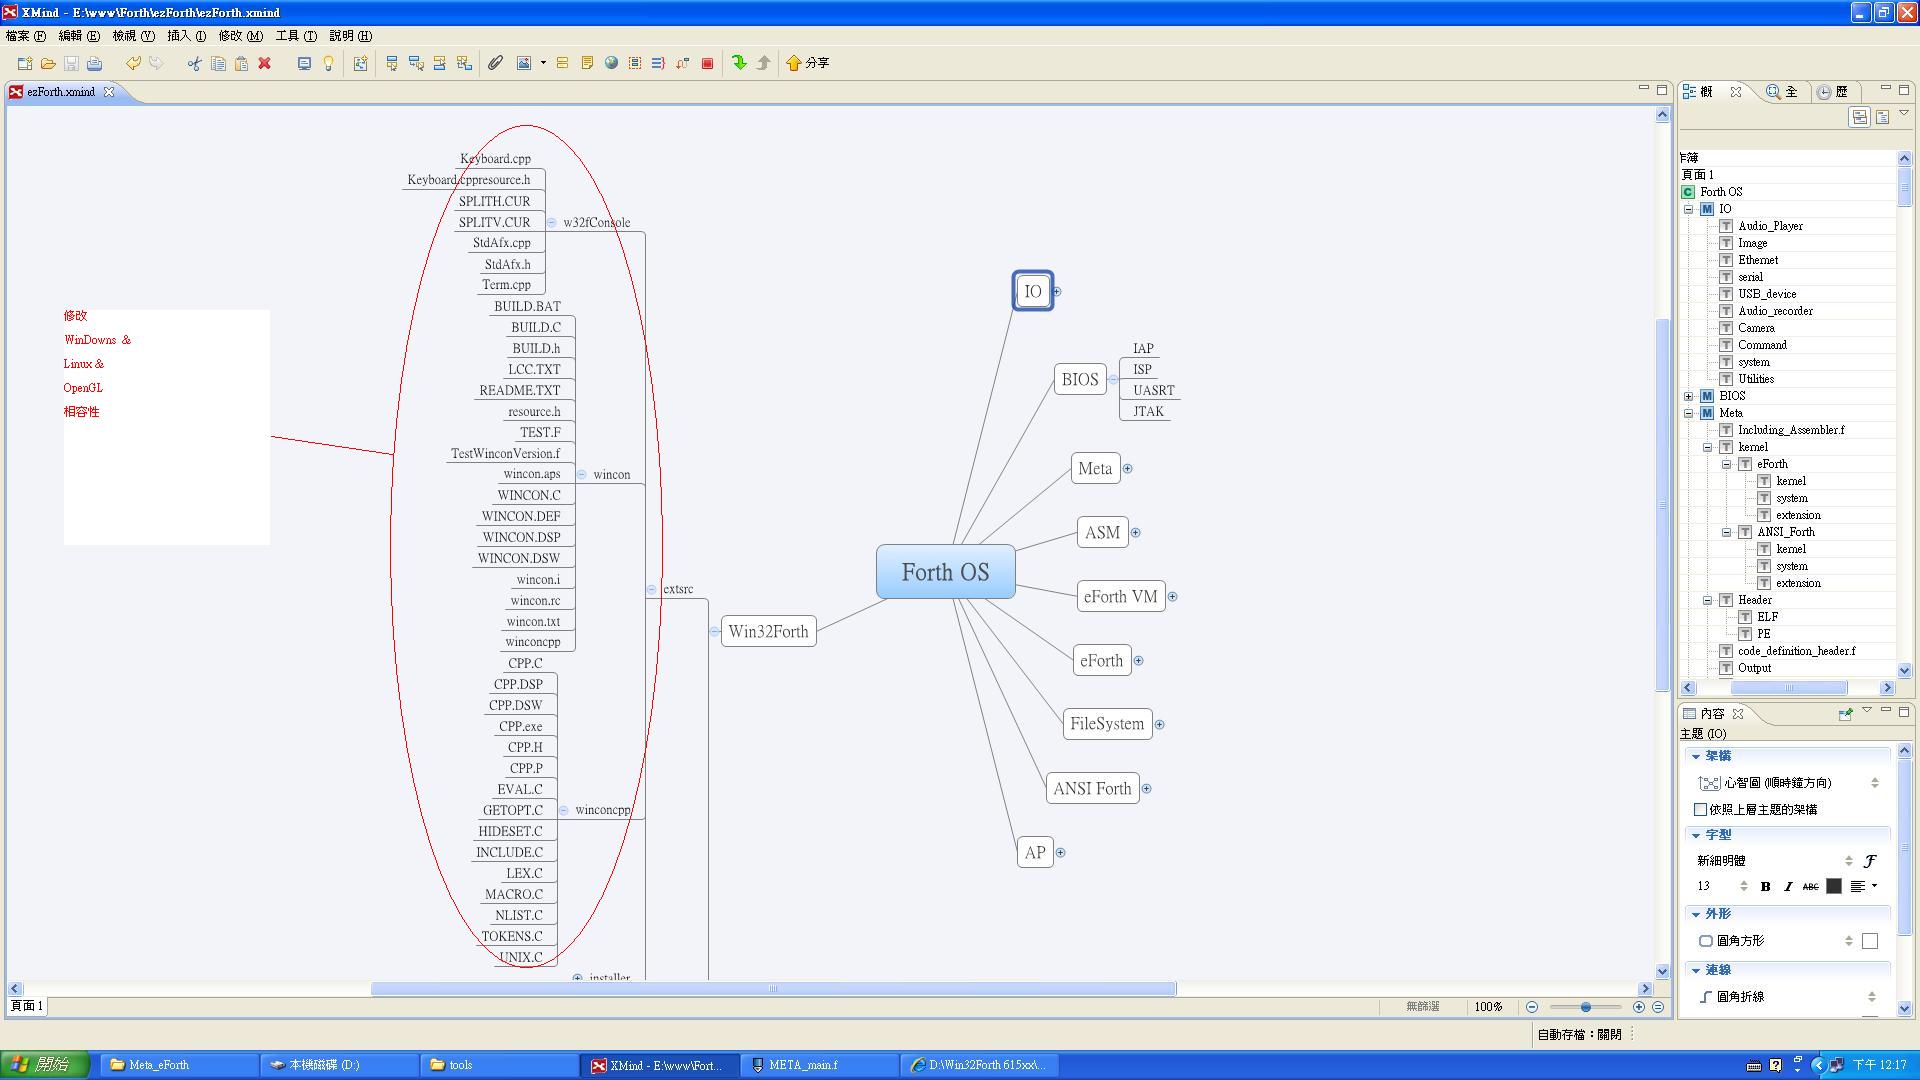 XMind - E:\www\Forth\ezForth\ezForth.xmind
檔案 (F) 編輯 (E) 檢視 (V) 插入 (I) 修改 (M) 工具 (T) 說明 (H)
分享
ezForth.xmind
Keyboard.cpp
Keyboard.cppresource.h
SPLITH.CUR
SPLITV.CUR
w32fConsole
StdAfx.cpp
StdAfx.h
Term.cpp
BUILD.BAT
BUILD.C
BUILD.h
LCC.TXT
README.TXT
resource.h
TEST.F
TestWinconVersion.f
wincon.aps
wincon
WINCON.C
WINCON.DEF
WINCON.DSP
WINCON.DSW
wincon.i
wincon.rc
wincon.txt
winconcpp
CPP.C
CPP.DSP
CPP.DSW
CPP.exe
CPP.H
CPP.P
EVAL.C
GETOPT.C
winconcpp
HIDESET.C
INCLUDE.C
LEX.C
MACRO.C
NLIST.C
TOKENS.C
UNIX.C
installer
extsrc
修改
WinDowns &
Linux &
OpenGL
相容性
Win32Forth
Forth OS
IO
BIOS
IAP
ISP
UASRT
JTAK
Meta
ASM
eForth VM
eForth
FileSystem
ANSI Forth
AP
概
全
歷
作簿
頁面 1
Forth OS
IO
Audio_Player
Image
Ethernet
serial
USB_device
Audio_recorder
Camera
Command
system
Utilities
BIOS
Meta
Including_Assembler.f
kernel
eForth
kernel
system
extension
ANSI_Forth
kernel
system
extension
Header
ELF
PE
code_definition_header.f
Output
內容
主題 (IO)
架構
心智圖 (順時鐘方向)
依照上層主題的架構
字型
新細明體
13 B I ABC
外形
圓角方形
連線
圓角折線
頁面 1
無篩選 100%
自動存檔：關閉
開始
Meta_eForth
本機磁碟 (D:)
tools
XMind - E:\www\Fort...
META_main.f
D:\Win32Forth 615xx\...
下午 12:17